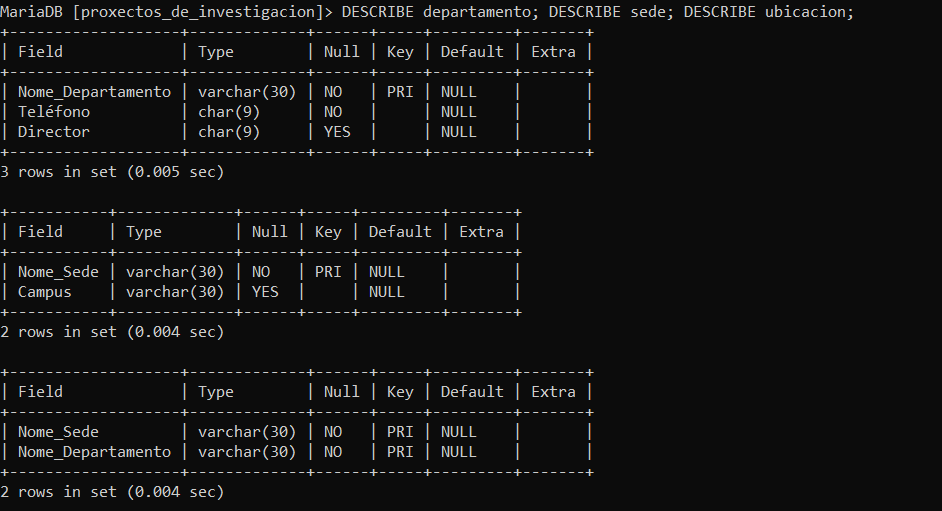 MariaDB [proxectos_de_investigacion]> DESCRIBE departamento; DESCRIBE sede; DESCRIBE ubicacion;
+-------------------+-------------+------+-----+---------+-------+
| Field             | Type        | Null | Key | Default | Extra |
+-------------------+-------------+------+-----+---------+-------+
| Nome_Departamento | varchar(30) | NO   | PRI | NULL    |       |
| Teléfono          | char(9)     | NO   |     | NULL    |       |
| Director          | char(9)     | YES  |     | NULL    |       |
+-------------------+-------------+------+-----+---------+-------+
3 rows in set (0.005 sec)

+-----------+-------------+------+-----+---------+-------+
| Field     | Type        | Null | Key | Default | Extra |
+-----------+-------------+------+-----+---------+-------+
| Nome_Sede | varchar(30) | NO   | PRI | NULL    |       |
| Campus    | varchar(30) | YES  |     | NULL    |       |
+-----------+-------------+------+-----+---------+-------+
2 rows in set (0.004 sec)

+-------------------+-------------+------+-----+---------+-------+
| Field             | Type        | Null | Key | Default | Extra |
+-------------------+-------------+------+-----+---------+-------+
| Nome_Sede         | varchar(30) | NO   | PRI | NULL    |       |
| Nome_Departamento | varchar(30) | NO   | PRI | NULL    |       |
+-------------------+-------------+------+-----+---------+-------+
2 rows in set (0.004 sec)